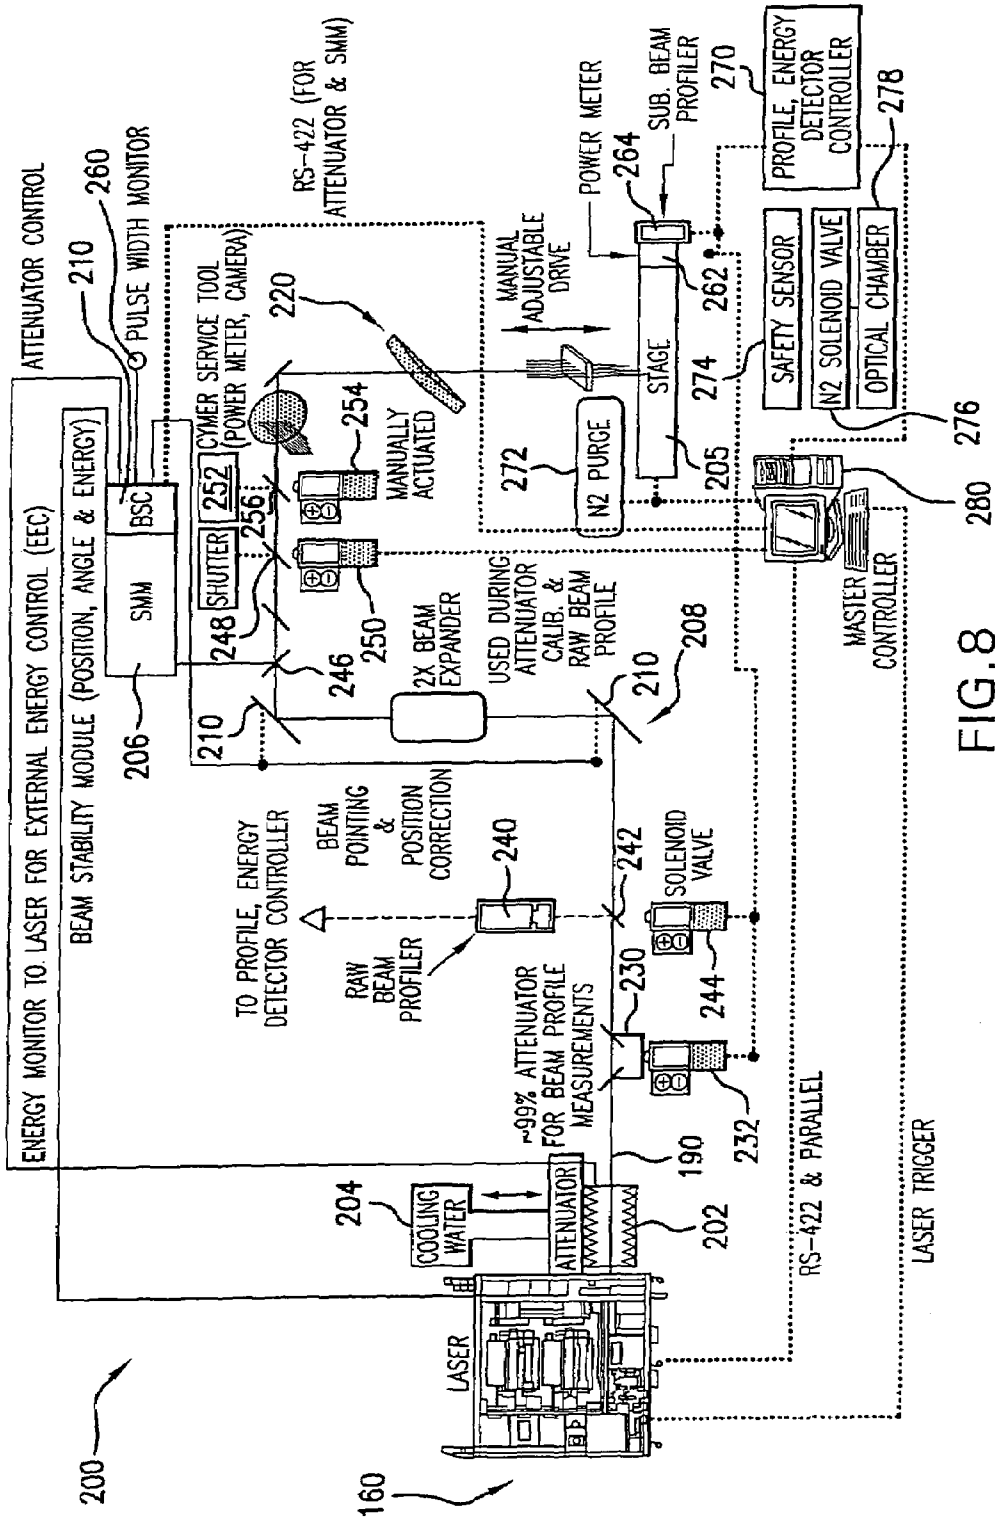 200
160
LASER
204
COOLING
WATER
ATTENUATOR
202
190
ENERGY MONITOR TO LASER FOR EXTERNAL ENERGY CONTROL (EEC)
BEAM STABILITY MODULE (POSITION, ANGLE & ENERGY)
ATTENUATOR CONTROL
210
260
PULSE WIDTH MONITOR
206
SMM
BSC
RS-422 (FOR
ATTENUATOR & SMM)
~99% ATTENUATOR
FOR BEAM PROFILE
MEASUREMENTS
230
232
TO PROFILE, ENERGY
DETECTOR CONTROLLER
RAW
BEAM
PROFILER
240
242
SOLENOID
VALVE
244
BEAM
POINTING
&
POSITION
CORRECTION
210
246
248
SHUTTER
252
256
CYMER SERVICE TOOL
(POWER METER, CAMERA)
250
254
MANUALLY
ACTUATED
2X BEAM
EXPANDER
USED DURING
ATTENUATOR
CALIB. &
RAW BEAM
PROFILE
210
208
220
MANUAL
ADJUSTABLE
DRIVE
272
N2 PURGE
STAGE
205
262
264
POWER METER
SUB. BEAM
PROFILER
270
PROFILE, ENERGY
DETECTOR
CONTROLLER
274
SAFETY SENSOR
N2 SOLENOID VALVE
OPTICAL CHAMBER
276
278
280
MASTER
CONTROLLER
RS-422 & PARALLEL
LASER TRIGGER
FIG.8